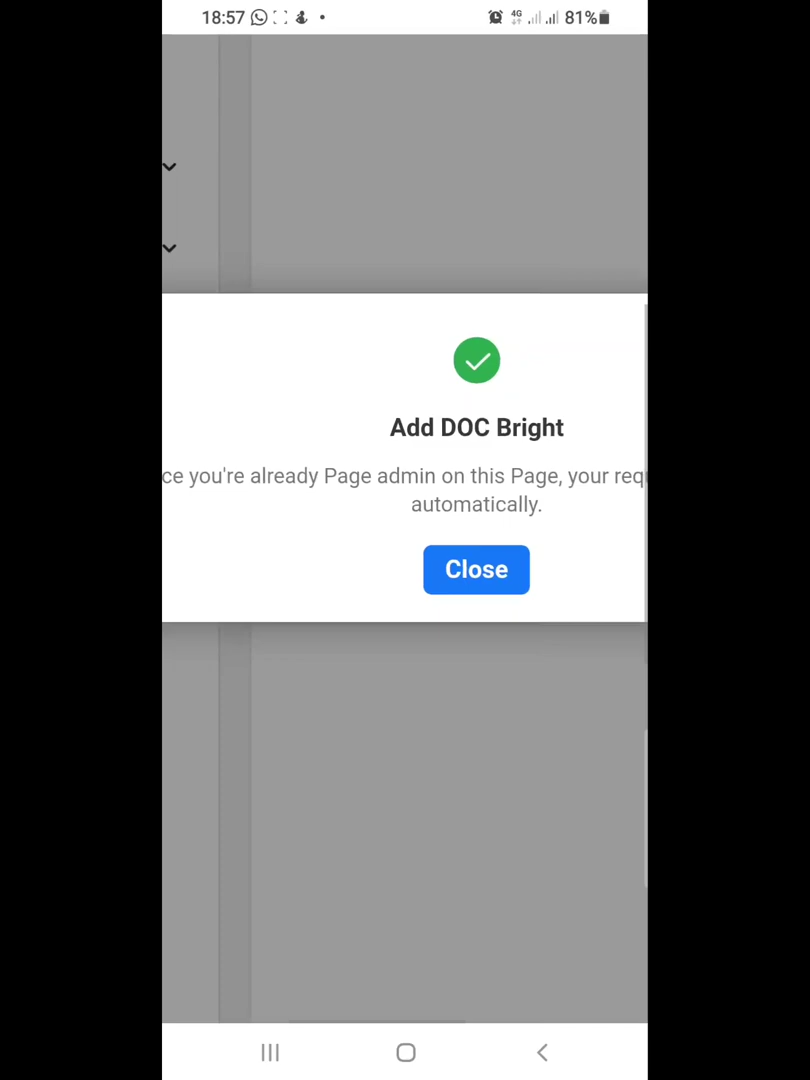 18:57 4G 81%
Add DOC Bright
ce you're already Page admin on this Page, your req
automatically.
Close